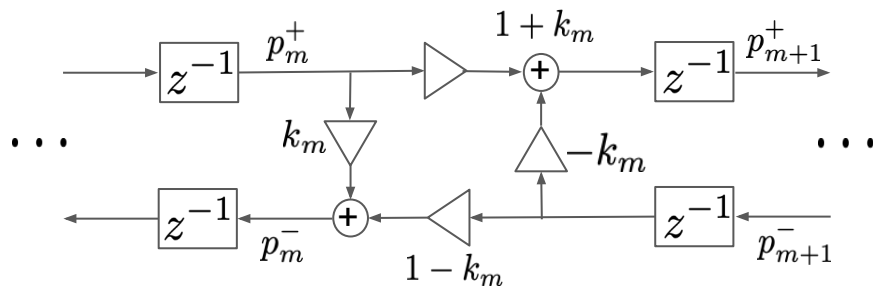 1 + k_m
p_m^+
p_{m+1}^+
z^{-1}
+
z^{-1}
k_m
-k_m
. . .
. . .
z^{-1}
+
z^{-1}
p_m^-
p_{m+1}^-
1 - k_m